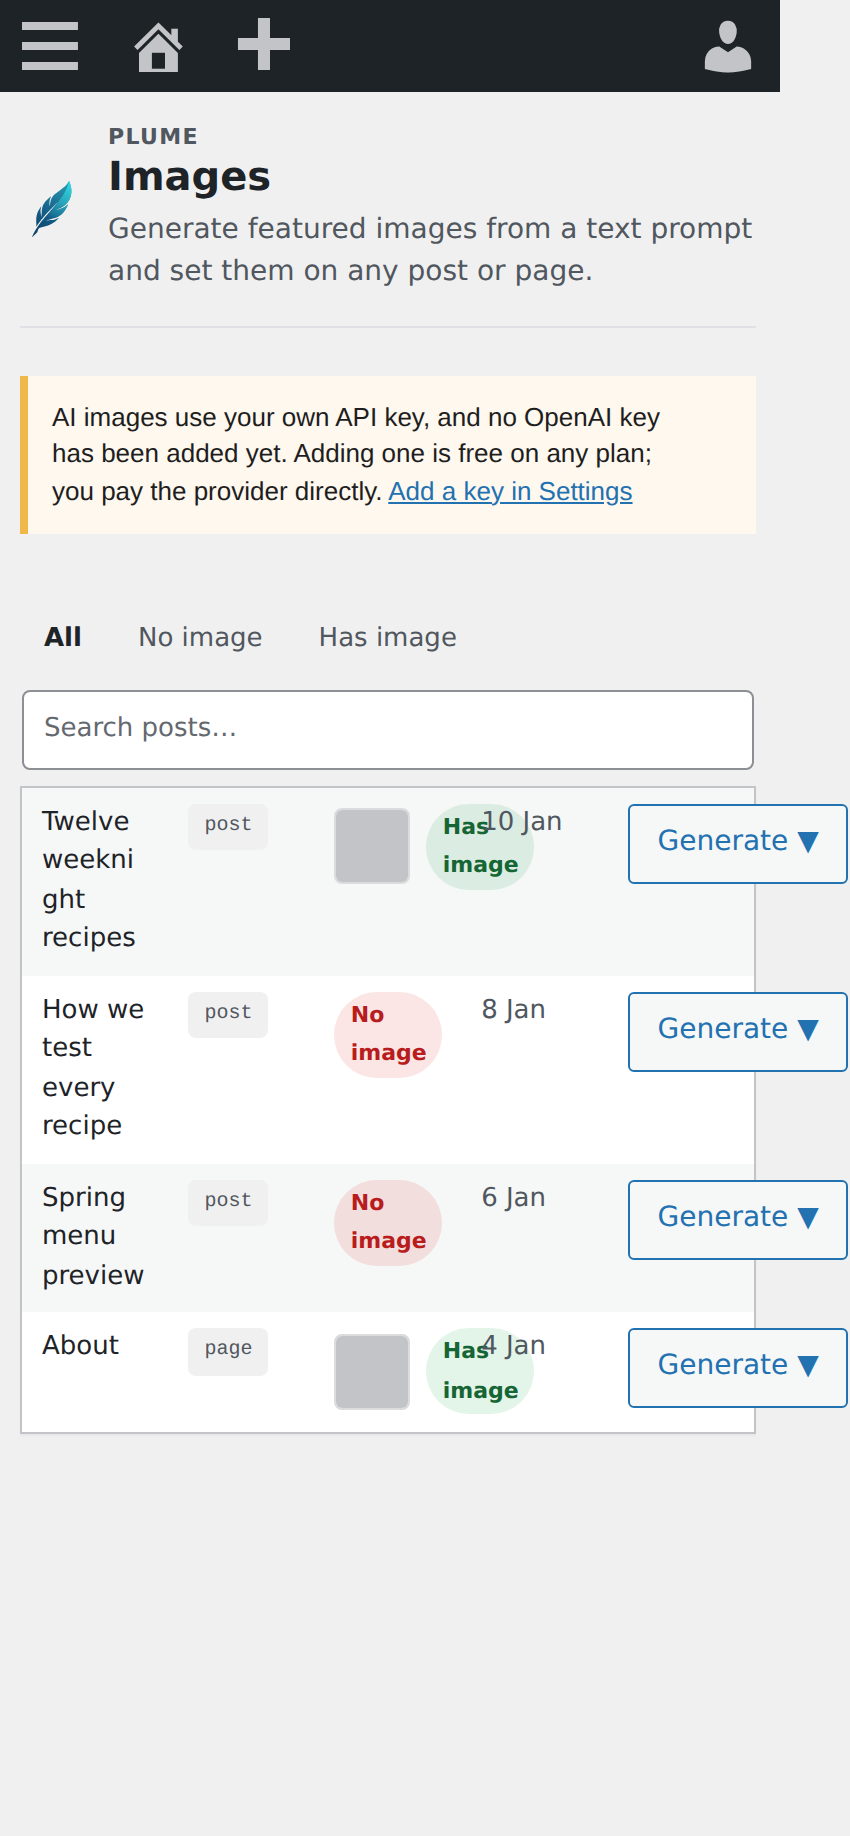 PLUME
Images
Generate featured images from a text prompt
and set them on any post or page.
AI images use your own API key, and no OpenAI key
has been added yet. Adding one is free on any plan;
you pay the provider directly. Add a key in Settings
All No image Has image
Search posts...
Twelve
weekni
ght
recipes
post
Has
image
10 Jan
Generate ▼
How we
test
every
recipe
post
No
image
8 Jan
Generate ▼
Spring
menu
preview
post
No
image
6 Jan
Generate ▼
About
page
Has
image
4 Jan
Generate ▼